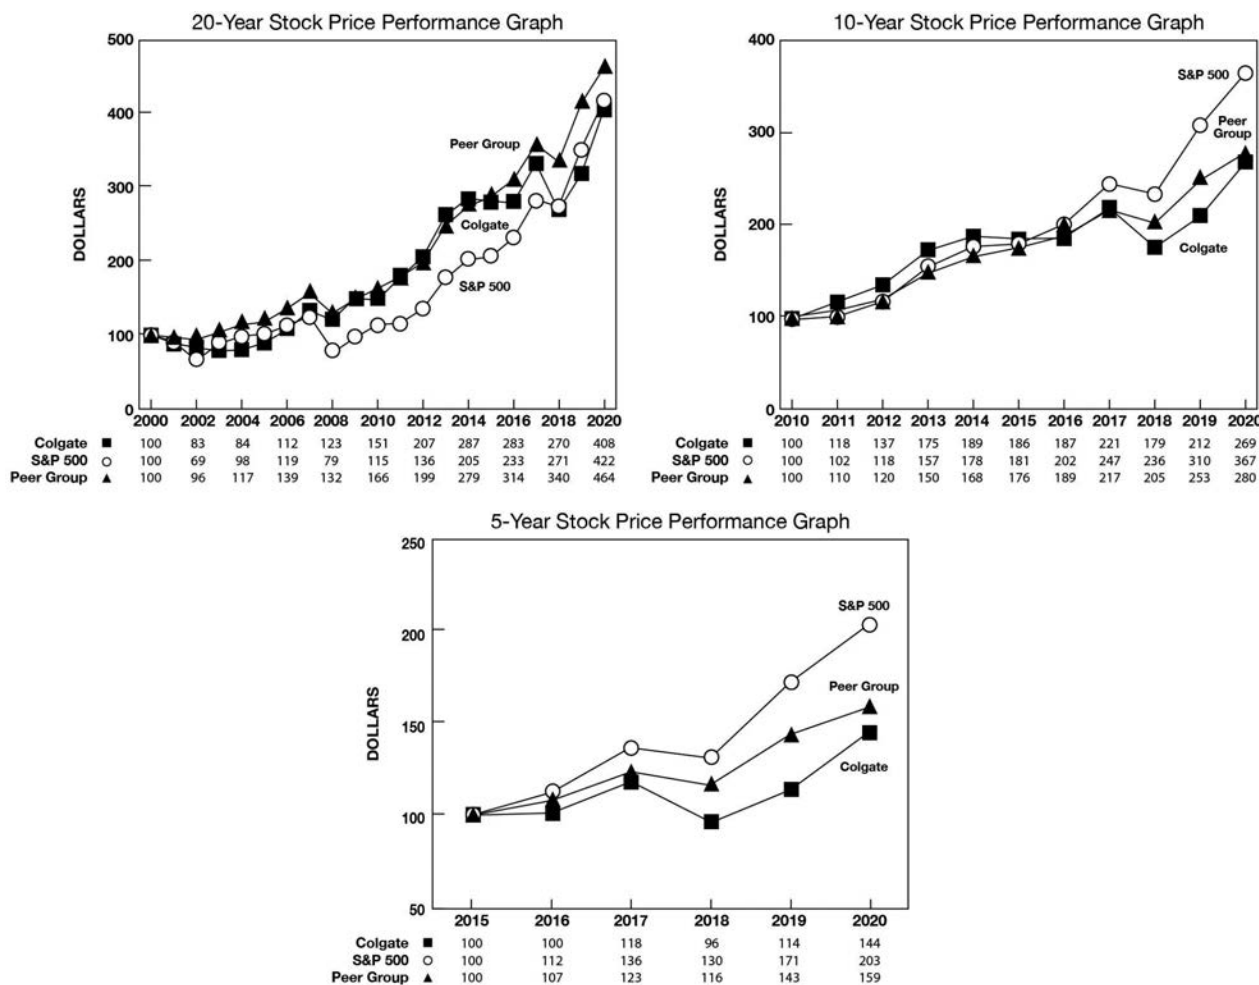 20-Year Stock Price Performance Graph
500
400
300
200
100
0
DOLLARS
Peer Group
Colgate
S&P 500
2000 2002 2004 2006 2008 2010 2012 2014 2016 2018 2020
Colgate 100 83 84 112 123 151 207 287 283 270 408
S&P 500 100 69 98 119 79 115 136 205 233 271 422
Peer Group 100 96 117 139 132 166 199 279 314 340 464
10-Year Stock Price Performance Graph
400
300
200
100
0
DOLLARS
S&P 500
Peer
Group
Colgate
2010 2011 2012 2013 2014 2015 2016 2017 2018 2019 2020
Colgate 100 118 137 175 189 186 187 221 179 212 269
S&P 500 100 102 118 157 178 181 202 247 236 310 367
Peer Group 100 110 120 150 168 176 189 217 205 253 280
5-Year Stock Price Performance Graph
250
200
150
100
50
DOLLARS
S&P 500
Peer Group
Colgate
2015 2016 2017 2018 2019 2020
Colgate 100 100 118 96 114 144
S&P 500 100 112 136 130 171 203
Peer Group 100 107 123 116 143 159